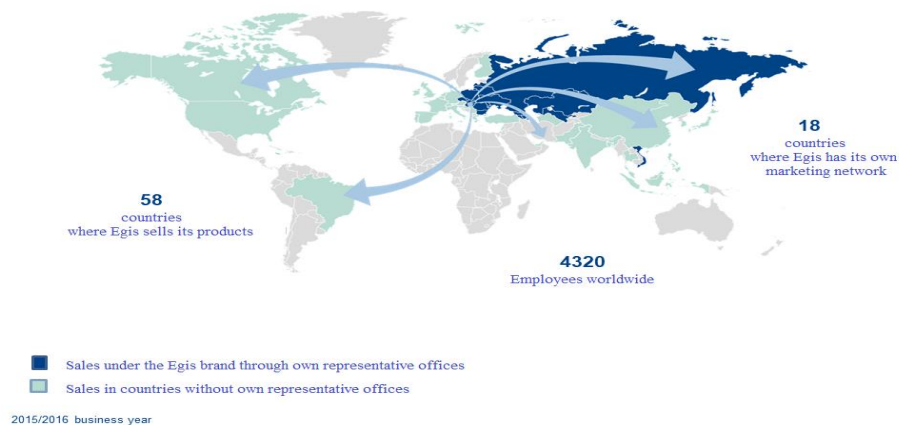 18
countries
where Egis has its own
marketing network
58
countries
where Egis sells its products
4320
Employees worldwide
Sales under the Egis brand through own representative offices
Sales in countries without own representative offices
2015/2016 business year